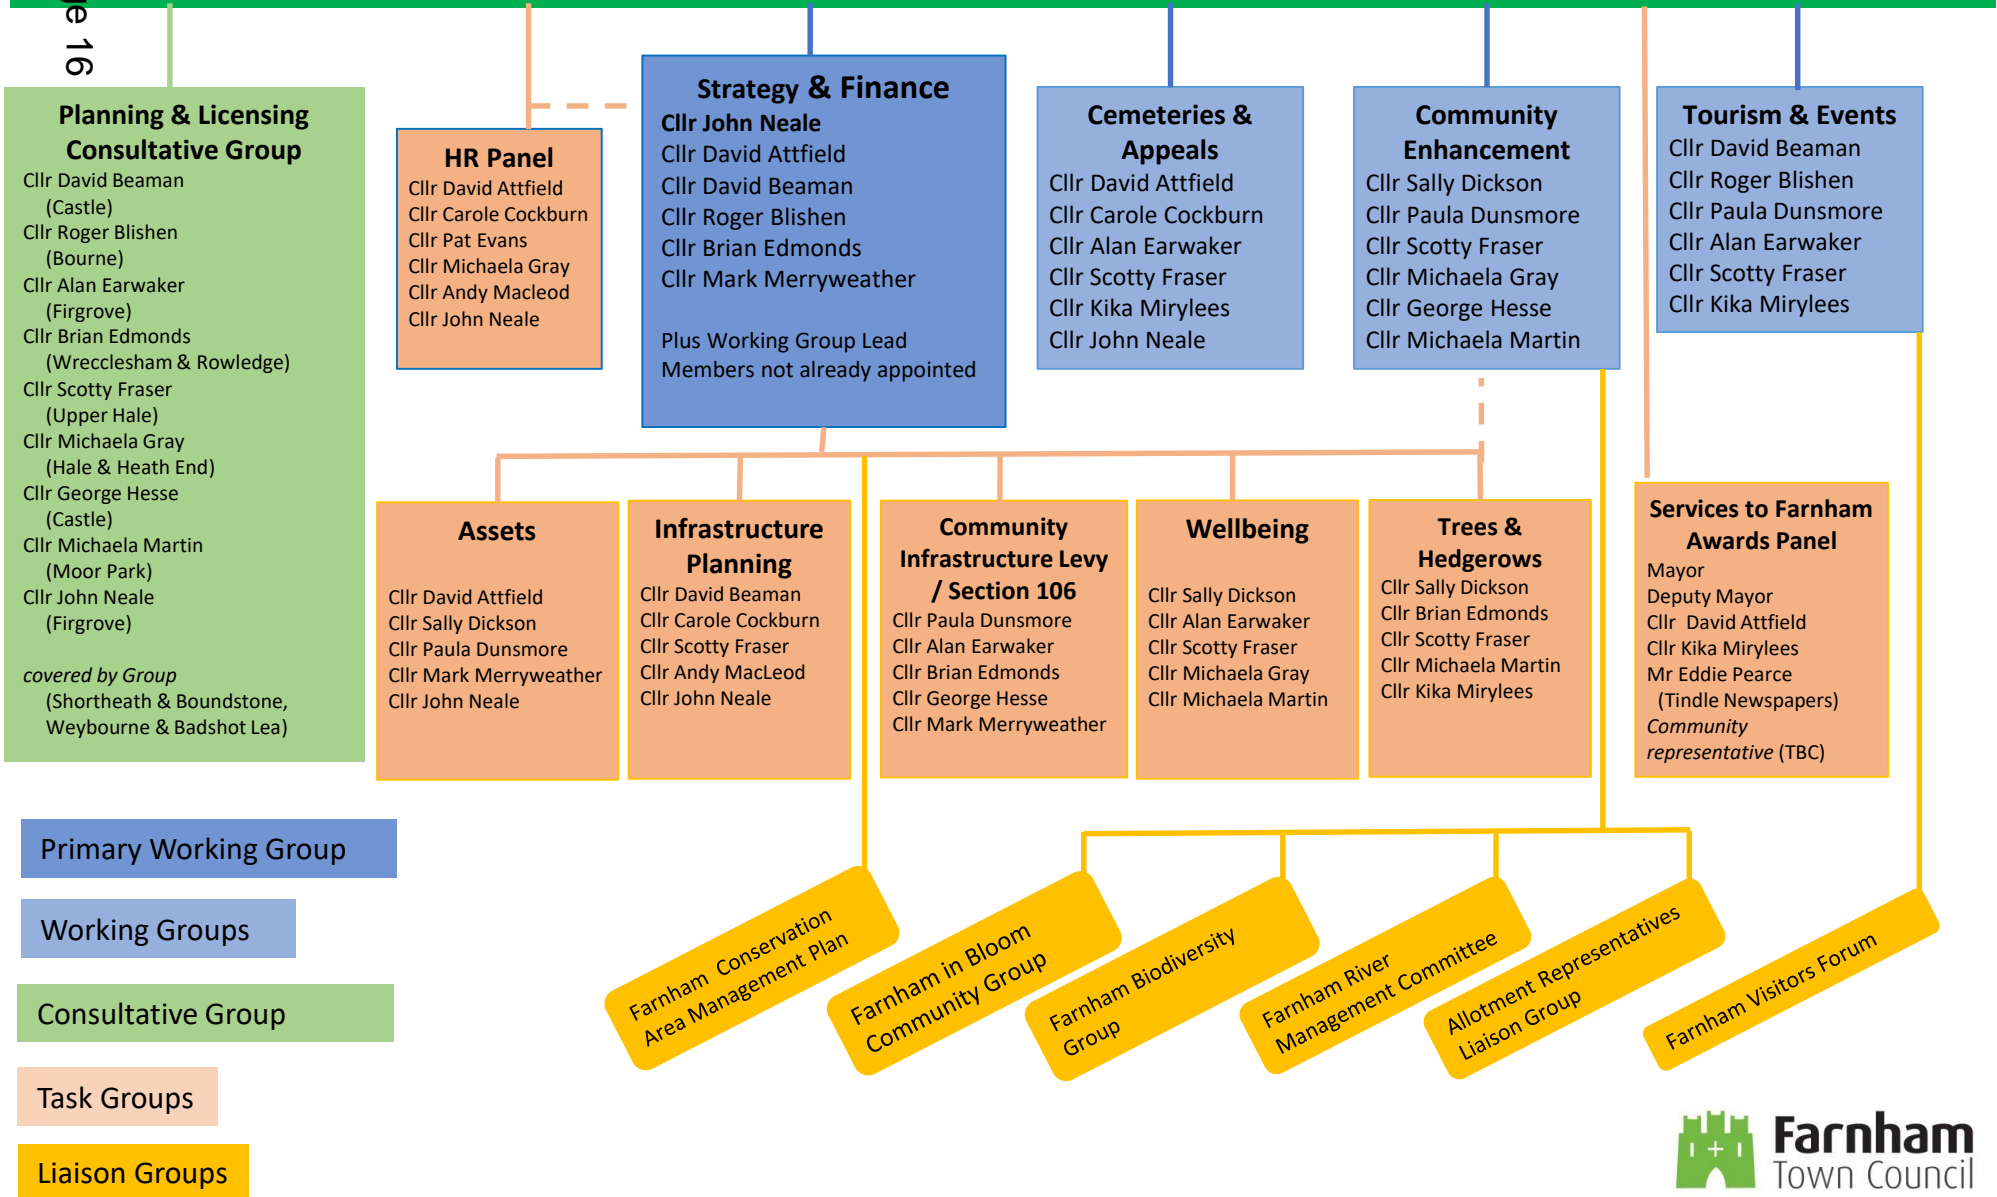 ge 16
Planning & Licensing
Consultative Group
Cllr David Beaman
(Castle)
Cllr Roger Blishen
(Bourne)
Cllr Alan Earwaker
(Firgrove)
Cllr Brian Edmonds
(Wrecclesham & Rowledge)
Cllr Scotty Fraser
(Upper Hale)
Cllr Michaela Gray
(Hale & Heath End)
Cllr George Hesse
(Castle)
Cllr Michaela Martin
(Moor Park)
Cllr John Neale
(Firgrove)
covered by Group
(Shortheath & Boundstone,
Weybourne & Badshot Lea)
HR Panel
Cllr David Attfield
Cllr Carole Cockburn
Cllr Pat Evans
Cllr Michaela Gray
Cllr Andy Macleod
Cllr John Neale
Strategy & Finance
Cllr John Neale
Cllr David Attfield
Cllr David Beaman
Cllr Roger Blishen
Cllr Brian Edmonds
Cllr Mark Merryweather
Plus Working Group Lead
Members not already appointed
Cemeteries &
Appeals
Cllr David Attfield
Cllr Carole Cockburn
Cllr Alan Earwaker
Cllr Scotty Fraser
Cllr Kika Mirylees
Cllr John Neale
Community
Enhancement
Cllr Sally Dickson
Cllr Paula Dunsmore
Cllr Scotty Fraser
Cllr Michaela Gray
Cllr George Hesse
Cllr Michaela Martin
Tourism & Events
Cllr David Beaman
Cllr Roger Blishen
Cllr Paula Dunsmore
Cllr Alan Earwaker
Cllr Scotty Fraser
Cllr Kika Mirylees
Assets
Cllr David Attfield
Cllr Sally Dickson
Cllr Paula Dunsmore
Cllr Mark Merryweather
Cllr John Neale
Infrastructure
Planning
Cllr David Beaman
Cllr Carole Cockburn
Cllr Scotty Fraser
Cllr Andy MacLeod
Cllr John Neale
Community
Infrastructure Levy
/ Section 106
Cllr Paula Dunsmore
Cllr Alan Earwaker
Cllr Brian Edmonds
Cllr George Hesse
Cllr Mark Merryweather
Wellbeing
Cllr Sally Dickson
Cllr Alan Earwaker
Cllr Scotty Fraser
Cllr Michaela Gray
Cllr Michaela Martin
Trees &
Hedgerows
Cllr Sally Dickson
Cllr Brian Edmonds
Cllr Scotty Fraser
Cllr Michaela Martin
Cllr Kika Mirylees
Services to Farnham
Awards Panel
Mayor
Deputy Mayor
Cllr David Attfield
Cllr Kika Mirylees
Mr Eddie Pearce
(Tindle Newspapers)
Community
representative (TBC)
Primary Working Group
Working Groups
Consultative Group
Task Groups
Liaison Groups
Farnham Conservation
Area Management Plan
Farnham in Bloom
Community Group
Farnham Biodiversity
Group
Farnham River
Management Committee
Allotment Representatives
Liaison Group
Farnham Visitors Forum
Farnham
Town Council